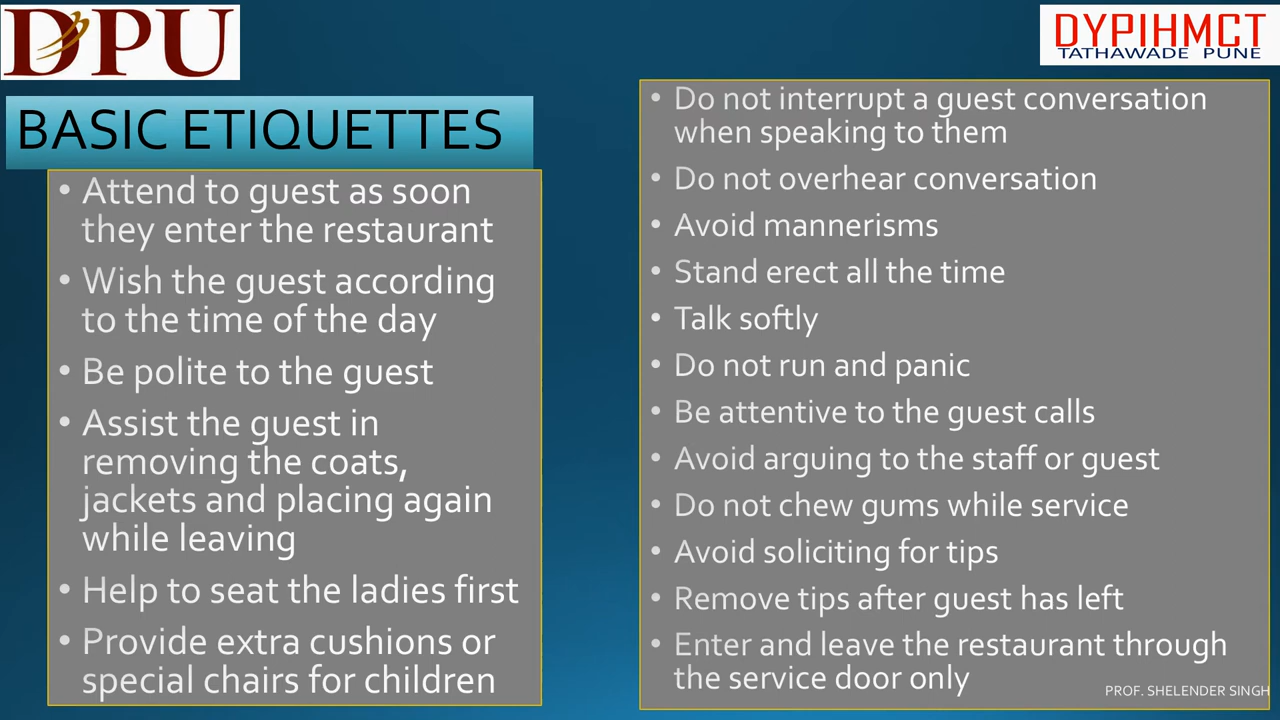 DPU
DYPIHMCT
TATHAWADE PUNE
BASIC ETIQUETTES
• Attend to guest as soon
they enter the restaurant
• Wish the guest according
to the time of the day
• Be polite to the guest
• Assist the guest in
removing the coats,
jackets and placing again
while leaving
• Help to seat the ladies first
• Provide extra cushions or
special chairs for children
• Do not interrupt a guest conversation
when speaking to them
• Do not overhear conversation
• Avoid mannerisms
• Stand erect all the time
• Talk softly
• Do not run and panic
• Be attentive to the guest calls
• Avoid arguing to the staff or guest
• Do not chew gums while service
• Avoid soliciting for tips
• Remove tips after guest has left
• Enter and leave the restaurant through
the service door only
PROF. SHELENDER SINGH